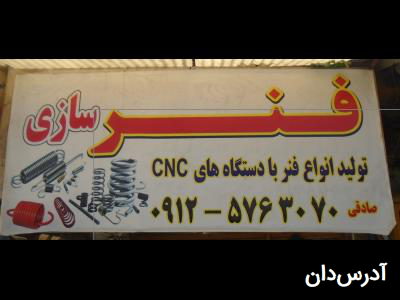 فنر سازی
تولید انواع فنر با دستگاه های CNC
صادقی ۵۷۶۳۰۷۰ – ۰۹۱۲
آدرس‌دان